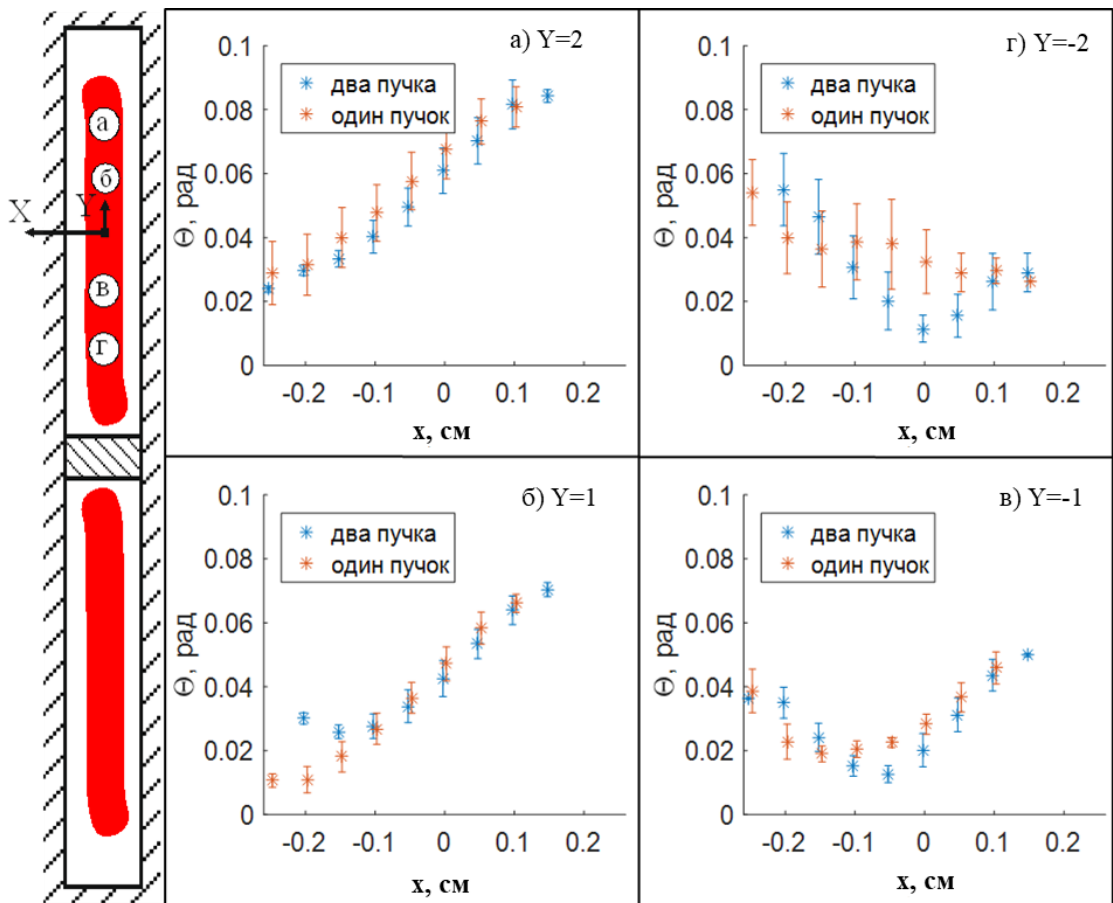 а
б
X
Y
в
г
а) Y=2
0.1
два пучка
один пучок
0.08
0.06
0.04
0.02
0
Θ, рад
-0.2
-0.1
0
0.1
0.2
x, см
г) Y=-2
0.1
два пучка
один пучок
0.08
0.06
0.04
0.02
0
Θ, рад
-0.2
-0.1
0
0.1
0.2
x, см
б) Y=1
0.1
два пучка
один пучок
0.08
0.06
0.04
0.02
0
Θ, рад
-0.2
-0.1
0
0.1
0.2
x, см
в) Y=-1
0.1
два пучка
один пучок
0.08
0.06
0.04
0.02
0
Θ, рад
-0.2
-0.1
0
0.1
0.2
x, см